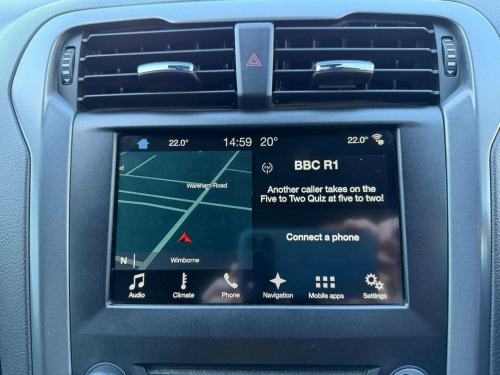 22.0° 14:59 20° 22.0°
BBC R1
Wareham Road
Another caller takes on the
Five to Two Quiz at five to two!
Connect a phone
N
Wimborne
Audio Climate Phone Navigation Mobile apps Settings